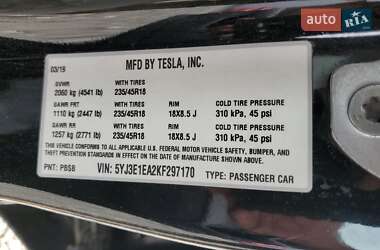 auto RIA
03/19
MFD BY TESLA, INC.
GVWR WITH TIRES
2060 kg (4541 lb) 235/45R18
GAWR FRT WITH TIRES RIM COLD TIRE PRESSURE
1110 kg (2447 lb) 235/45R18 18X8.5 J 310 kPa, 45 psi
GAWR RR WITH TIRES RIM COLD TIRE PRESSURE
1257 kg (2771 lb) 235/45R18 18X8.5 J 310 kPa, 45 psi
THIS VEHICLE CONFORMS TO ALL APPLICABLE
U.S. FEDERAL MOTOR VEHICLE SAFETY, BUMPER, AND
THEFT PREVENTION STANDARDS IN EFFECT ON THE DATE
OF MANUFACTURE SHOWN ABOVE.
VIN: 5YJ3E1EA2KF297170
PNT: PBSB TYPE: PASSENGER CAR